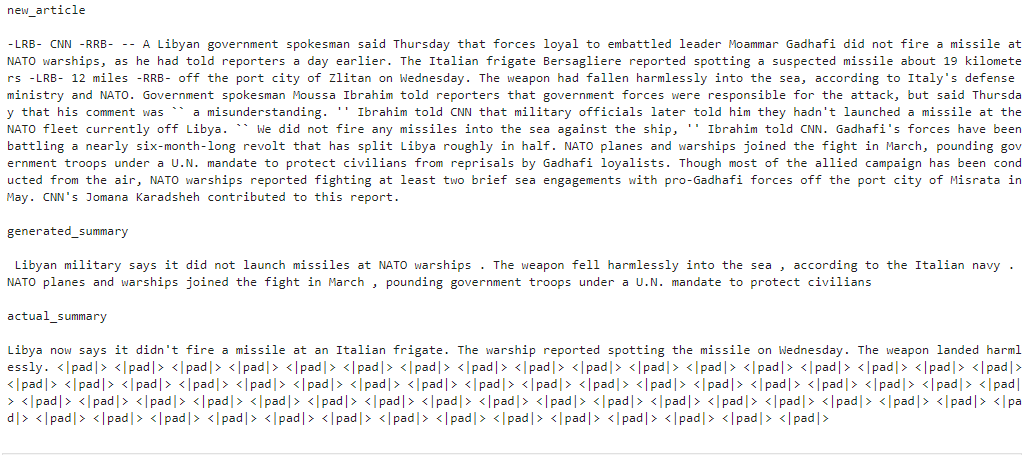 new_article
-LRB- CNN -RRB- -- A Libyan government spokesman said Thursday that forces loyal to embattled leader Moammar Gadhafi did not fire a missile at
NATO warships, as he had told reporters a day earlier. The Italian frigate Bersagliere reported spotting a suspected missile about 19 kilomete
rs -LRB- 12 miles -RRB- off the port city of Zlitan on Wednesday. The weapon had fallen harmlessly into the sea, according to Italy's defense
ministry and NATO. Government spokesman Moussa Ibrahim told reporters that government forces were responsible for the attack, but said Thursda
y that his comment was `` a misunderstanding. '' Ibrahim told CNN that military officials later told him they hadn't launched a missile at the
NATO fleet currently off Libya. `` We did not fire any missiles into the sea against the ship, '' Ibrahim told CNN. Gadhafi's forces have been
battling a nearly six-month-long revolt that has split Libya roughly in half. NATO planes and warships joined the fight in March, pounding gov
ernment troops under a U.N. mandate to protect civilians from reprisals by Gadhafi loyalists. Though most of the allied campaign has been cond
ucted from the air, NATO warships reported fighting at least two brief sea engagements with pro-Gadhafi forces off the port city of Misrata in
May. CNN's Jomana Karadsheh contributed to this report.
generated_summary
Libyan military says it did not launch missiles at NATO warships . The weapon fell harmlessly into the sea , according to the Italian navy .
NATO planes and warships joined the fight in March , pounding government troops under a U.N. mandate to protect civilians
actual_summary
Libya now says it didn't fire a missile at an Italian frigate. The warship reported spotting the missile on Wednesday. The weapon landed harml
essly. <|pad|> <|pad|> <|pad|> <|pad|> <|pad|> <|pad|> <|pad|> <|pad|> <|pad|> <|pad|> <|pad|> <|pad|> <|pad|> <|pad|> <|pad|> <|pad|> <|pad|>
<|pad|> <|pad|> <|pad|> <|pad|> <|pad|> <|pad|> <|pad|> <|pad|> <|pad|> <|pad|> <|pad|> <|pad|> <|pad|> <|pad|> <|pad|> <|pad|> <|pad|> <|pad|
> <|pad|> <|pad|> <|pad|> <|pad|> <|pad|> <|pad|> <|pad|> <|pad|> <|pad|> <|pad|> <|pad|> <|pad|> <|pad|> <|pad|> <|pad|> <|pad|> <|pad|> <|pa
d|> <|pad|> <|pad|> <|pad|> <|pad|> <|pad|> <|pad|> <|pad|> <|pad|> <|pad|> <|pad|> <|pad|> <|pad|> <|pad|> <|pad|>